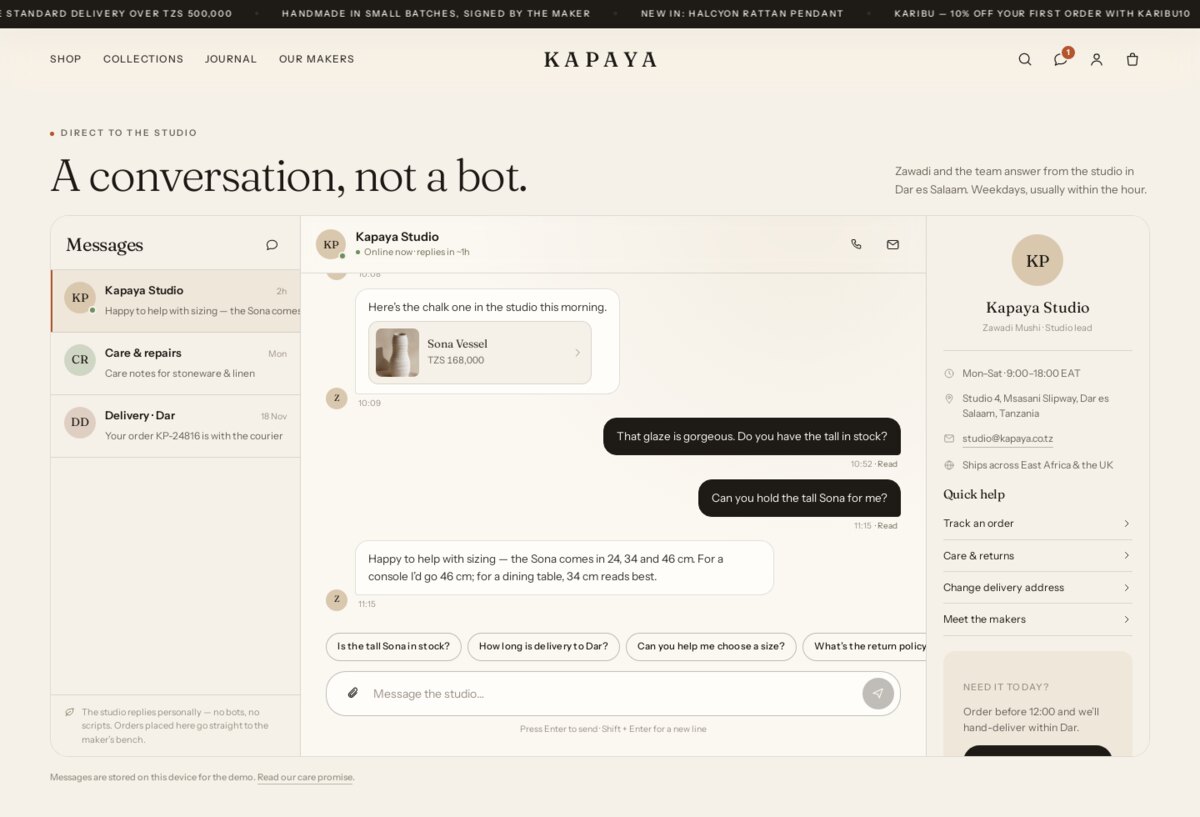 STANDARD DELIVERY OVER TZS 500,000
HANDMADE IN SMALL BATCHES, SIGNED BY THE MAKER
NEW IN: HALCYON RATTAN PENDANT
KARIBU — 10% OFF YOUR FIRST ORDER WITH KARIBU10
SHOP
COLLECTIONS
JOURNAL
OUR MAKERS
KAPAYA
1
DIRECT TO THE STUDIO
A conversation, not a bot.
Zawadi and the team answer from the studio in
Dar es Salaam. Weekdays, usually within the hour.
Messages
KP
Kapaya Studio
2h
Happy to help with sizing — the Sona comes
CR
Care & repairs
Mon
Care notes for stoneware & linen
DD
Delivery · Dar
18 Nov
Your order KP-24816 is with the courier
The studio replies personally — no bots, no
scripts. Orders placed here go straight to the
maker's bench.
KP
Kapaya Studio
Online now · replies in ~1h
10:08
Here's the chalk one in the studio this morning.
Sona Vessel
TZS 168,000
Z
10:09
That glaze is gorgeous. Do you have the tall in stock?
10:52 · Read
Can you hold the tall Sona for me?
11:15 · Read
Happy to help with sizing — the Sona comes in 24, 34 and 46 cm. For a
console I'd go 46 cm; for a dining table, 34 cm reads best.
Z
11:15
Is the tall Sona in stock?
How long is delivery to Dar?
Can you help me choose a size?
What's the return policy
Message the studio...
Press Enter to send · Shift + Enter for a new line
KP
Kapaya Studio
Zawadi Mushi · Studio lead
Mon–Sat · 9:00–18:00 EAT
Studio 4, Msasani Slipway, Dar es
Salaam, Tanzania
studio@kapaya.co.tz
Ships across East Africa & the UK
Quick help
Track an order
Care & returns
Change delivery address
Meet the makers
NEED IT TODAY?
Order before 12:00 and we'll
hand-deliver within Dar.
Messages are stored on this device for the demo. Read our care promise.